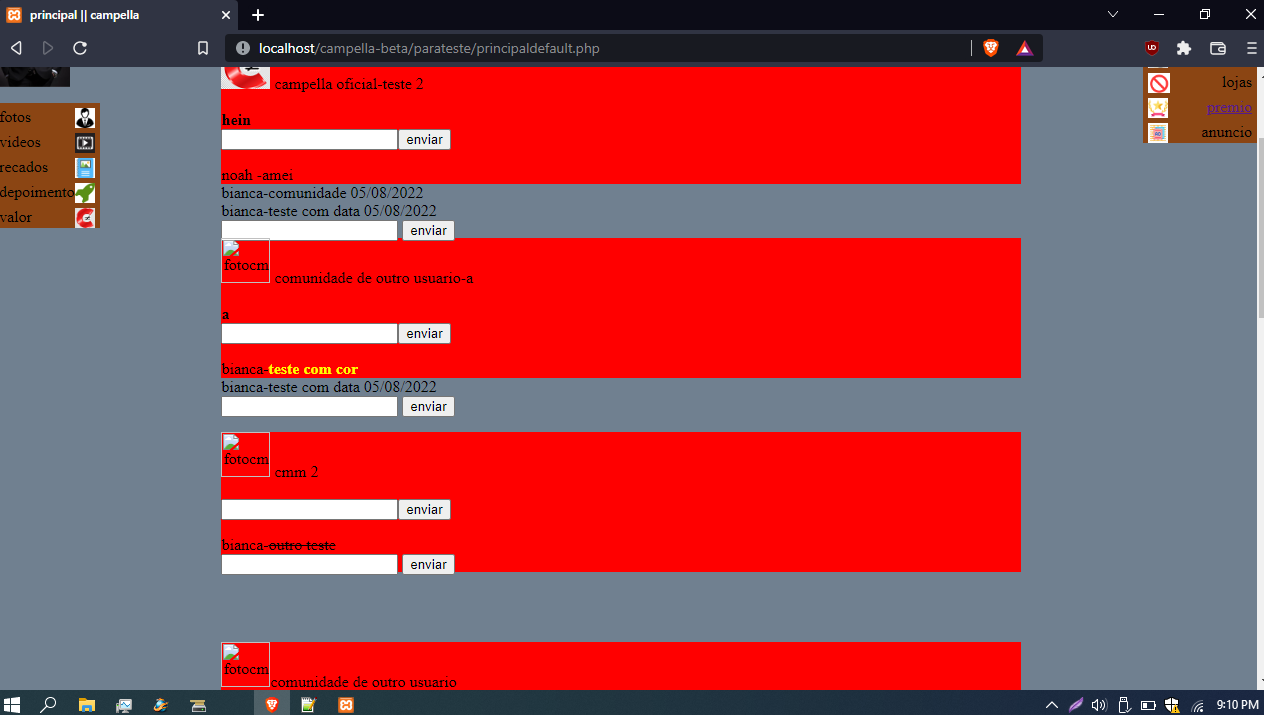 principal || campella
localhost/campella-beta/parateste/principaldefault.php
campella oficial-teste 2
hein
enviar
noah -amei
bianca-comunidade 05/08/2022
bianca-teste com data 05/08/2022
enviar
fotocm
comunidade de outro usuario-a
a
enviar
bianca-teste com cor
bianca-teste com data 05/08/2022
enviar
fotocm
cmm 2
enviar
bianca-outro teste
enviar
fotocm
comunidade de outro usuario
fotos
videos
recados
depoimento
valor
lojas
premio
anuncio
9:10 PM